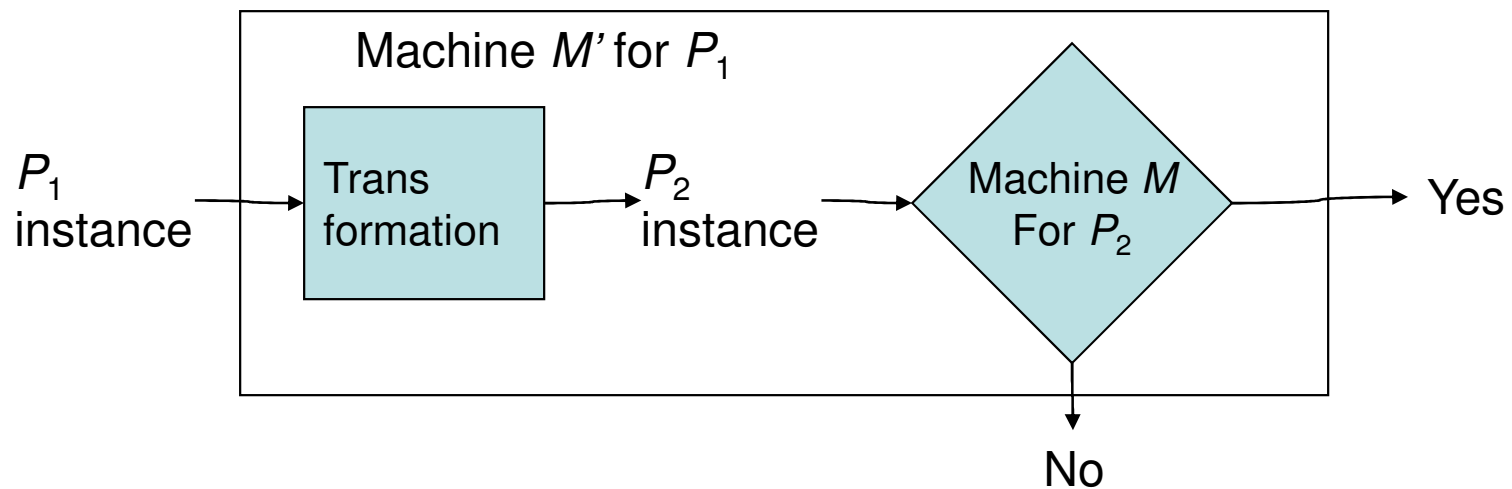 Machine M’ for P₁
P₁
instance
Trans
formation
P₂
instance
Machine M
For P₂
Yes
No